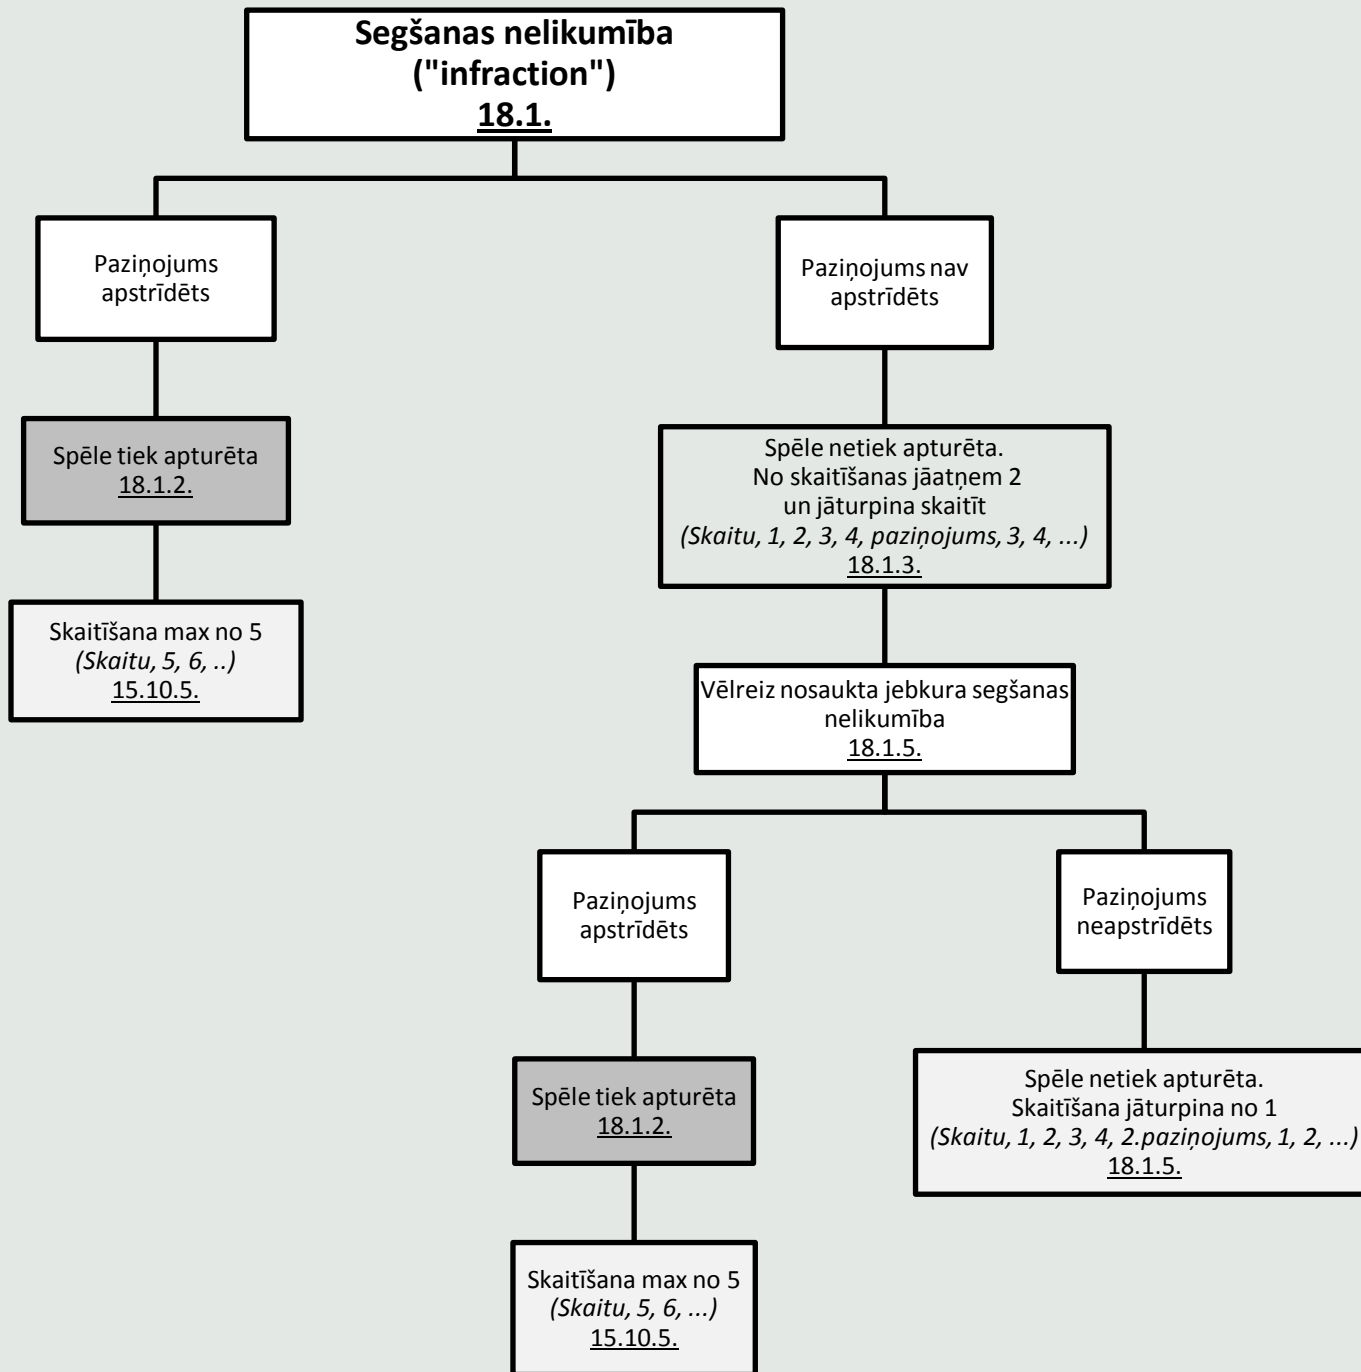 Segšanas nelikumība
("infraction")
18.1.
Paziņojums
apstrīdēts
Paziņojums nav
apstrīdēts
Spēle tiek apturēta
18.1.2.
Spēle netiek apturēta.
No skaitīšanas jāatņem 2
un jāturpina skaitīt
(Skaitu, 1, 2, 3, 4, paziņojums, 3, 4, ...)
18.1.3.
Skaitīšana max no 5
(Skaitu, 5, 6, ..)
15.10.5.
Vēlreiz nosaukta jebkura segšanas
nelikumība
18.1.5.
Paziņojums
apstrīdēts
Paziņojums
neapstrīdēts
Spēle tiek apturēta
18.1.2.
Spēle netiek apturēta.
Skaitīšana jāturpina no 1
(Skaitu, 1, 2, 3, 4, 2.paziņojums, 1, 2, ...)
18.1.5.
Skaitīšana max no 5
(Skaitu, 5, 6, ...)
15.10.5.